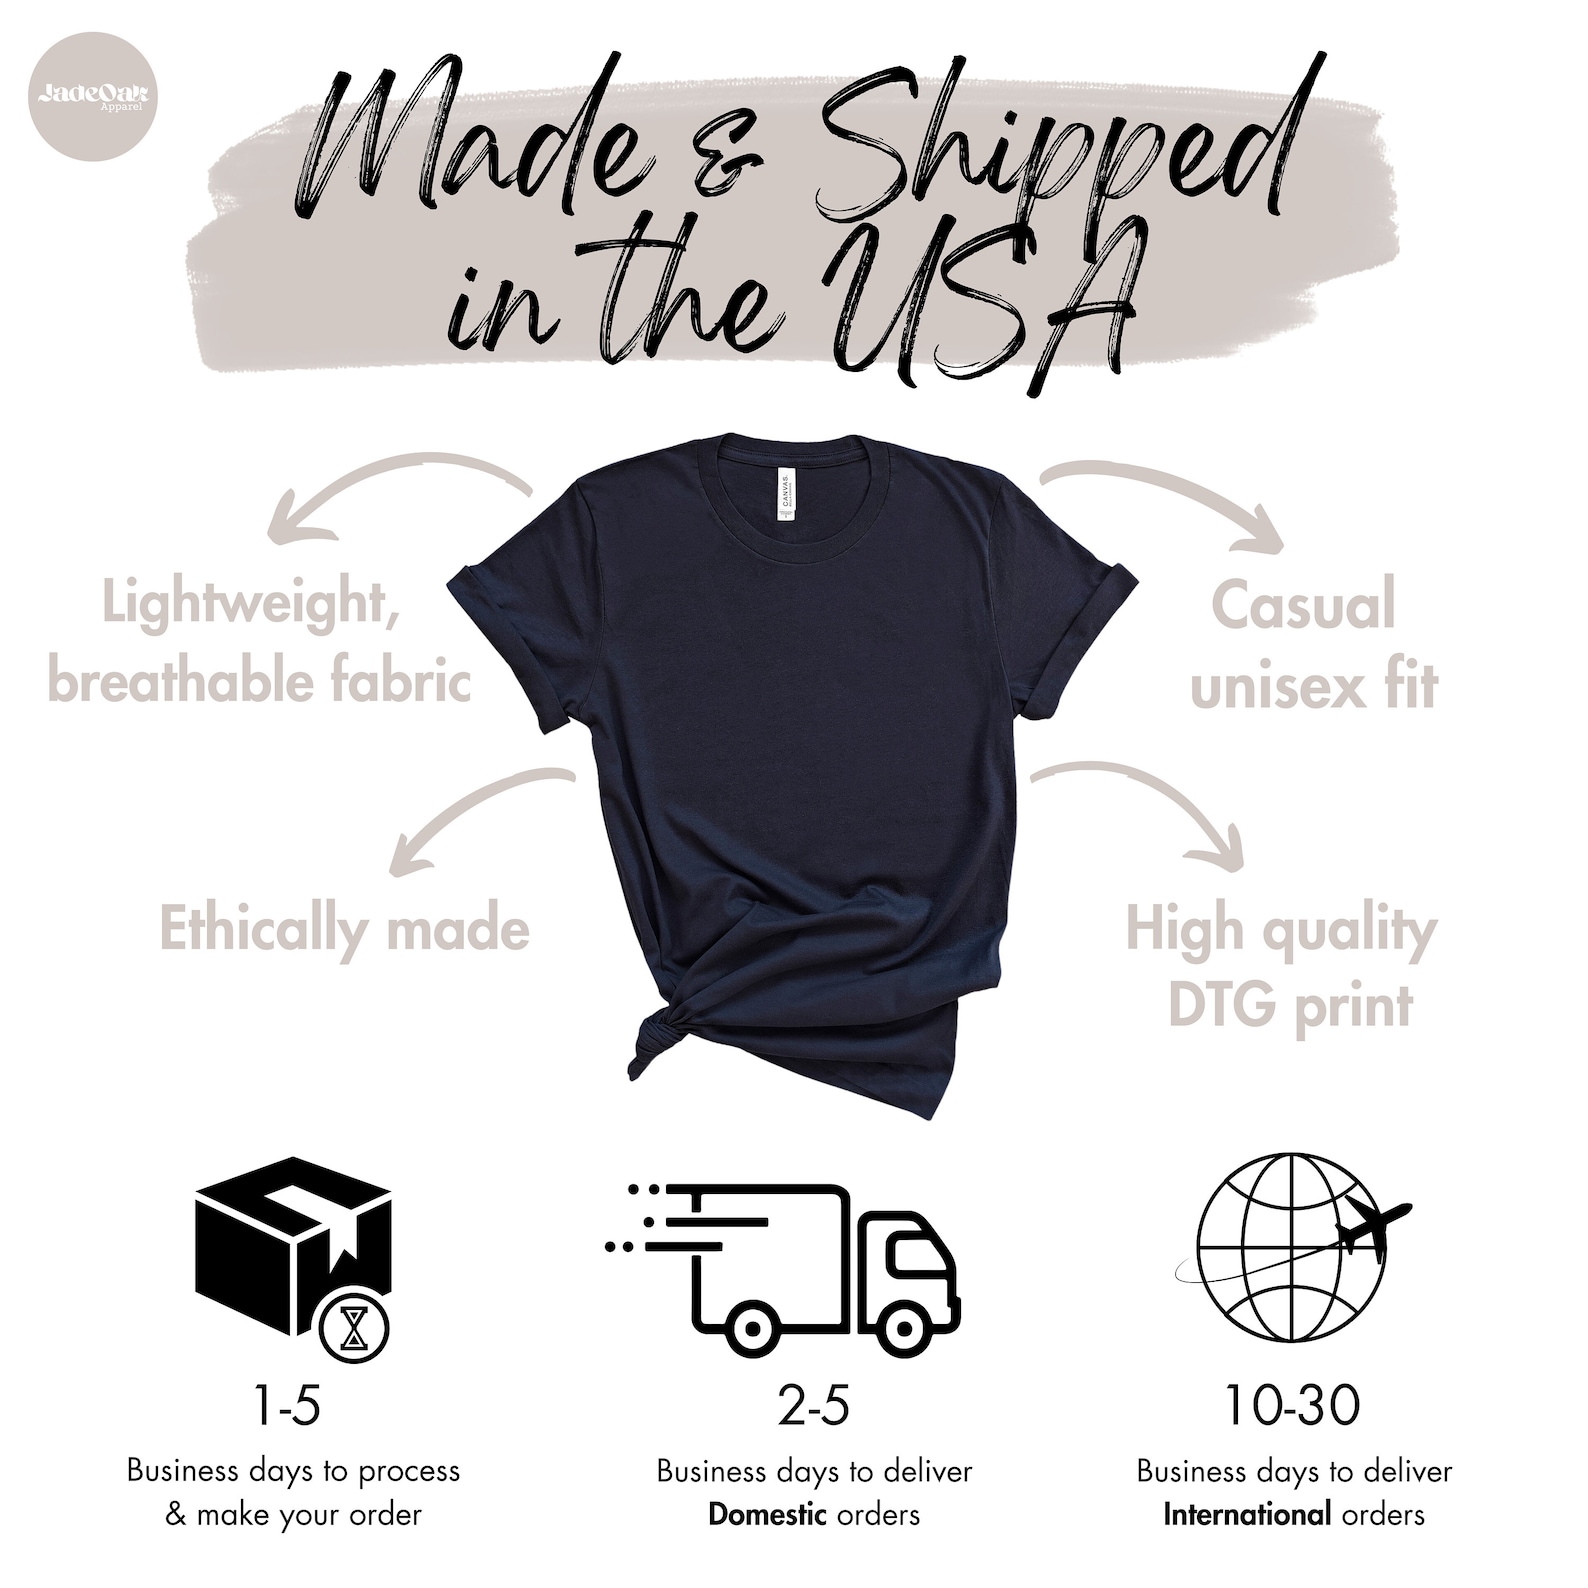 JadeOak
Apparel
Made & Shipped
in the USA
CANVAS.
Lightweight,
breathable fabric
Casual
unisex fit
Ethically made
High quality
DTG print
1-5
Business days to process
& make your order
2-5
Business days to deliver
Domestic orders
10-30
Business days to deliver
International orders